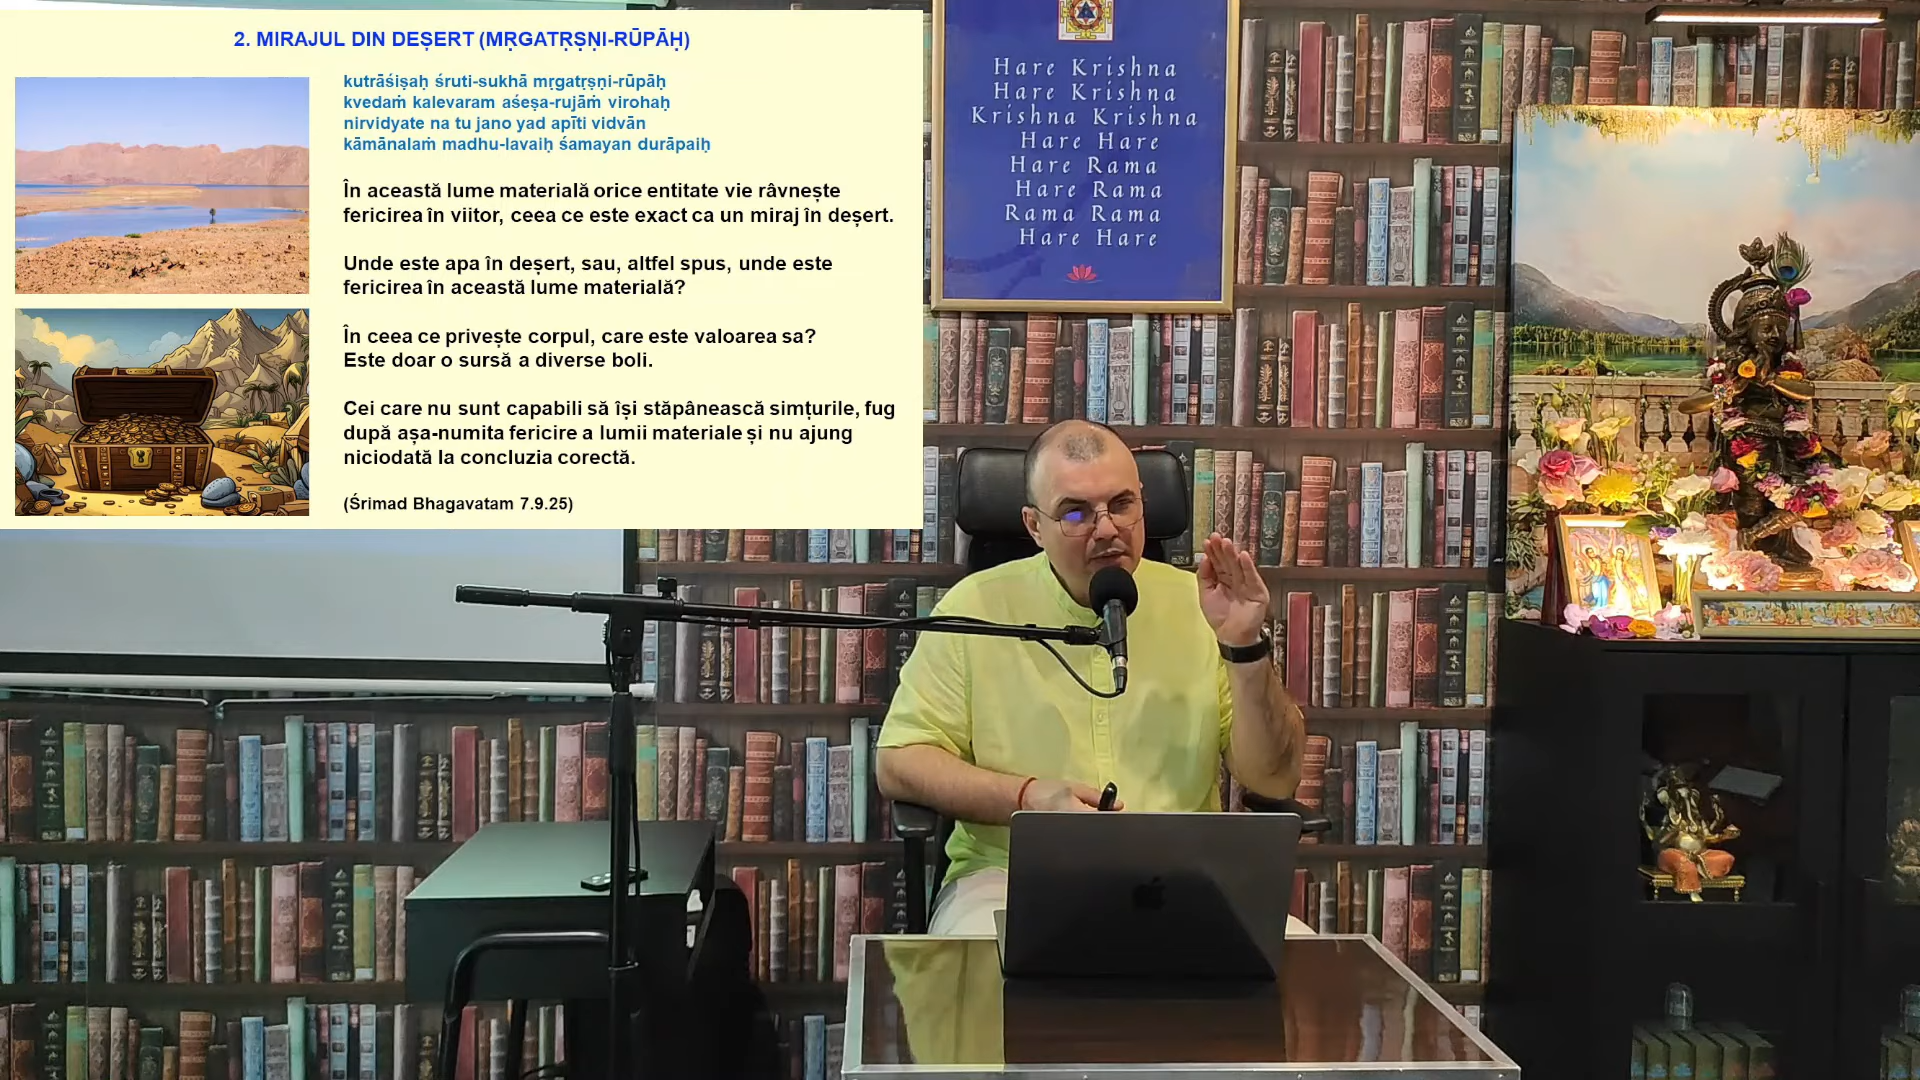 2. MIRAJUL DIN DEȘERT (MṚGATṚṢṆI-RŪPĀḤ)
kutrāśiṣaḥ śruti-sukhā mṛgatṛṣṇi-rūpāḥ
kvedaṁ kalevaram aśeṣa-rujāṁ virohaḥ
nirvidyate na tu jano yad apīti vidvān
kāmānalaṁ madhu-lavaiḥ śamayan durāpaiḥ
În această lume materială orice entitate vie râvnește
fericirea în viitor, ceea ce este exact ca un miraj în deșert.
Unde este apa în deșert, sau, altfel spus, unde este
fericirea în această lume materială?
În ceea ce privește corpul, care este valoarea sa?
Este doar o sursă a diverse boli.
Cei care nu sunt capabili să își stăpânească simțurile, fug
după așa-numita fericire a lumii materiale și nu ajung
niciodată la concluzia corectă.
(Śrimad Bhagavatam 7.9.25)
Hare Krishna
Hare Krishna
Krishna Krishna
Hare Hare
Hare Rama
Hare Rama
Rama Rama
Hare Hare